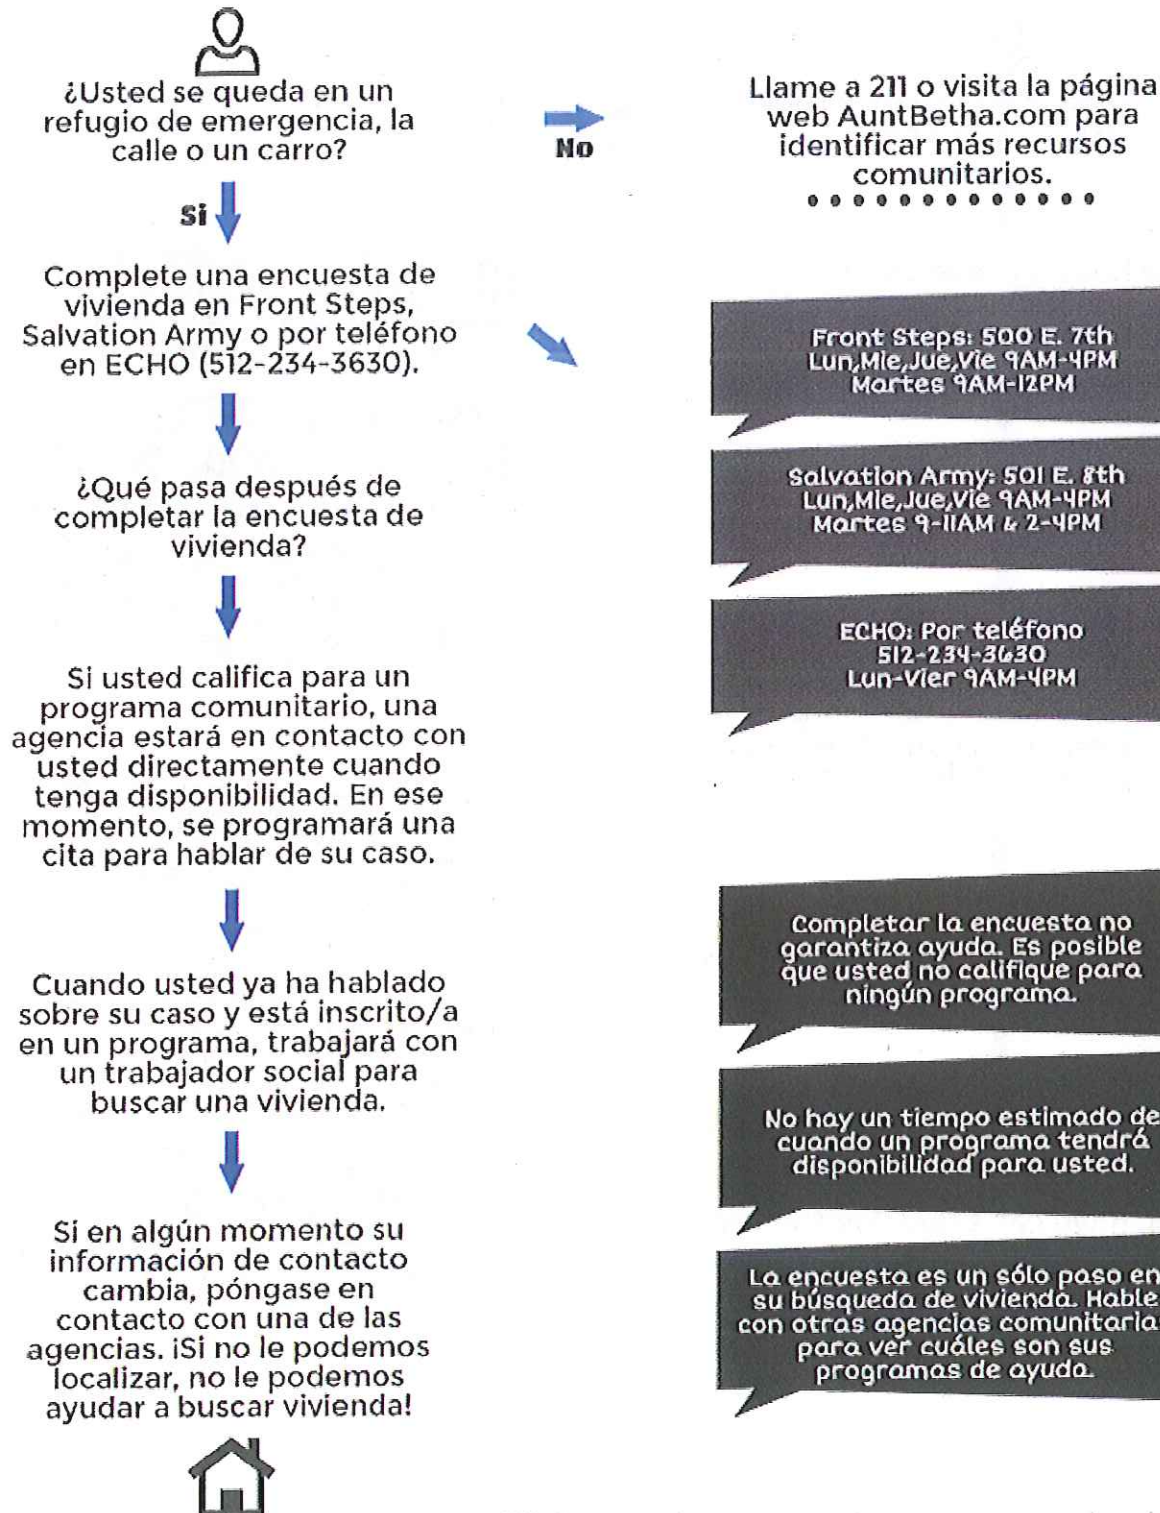 ¿Usted se queda en un
refugio de emergencia, la
calle o un carro?
No
Llame a 211 o visita la página
web AuntBetha.com para
identificar más recursos
comunitarios.
Si
Complete una encuesta de
vivienda en Front Steps,
Salvation Army o por teléfono
en ECHO (512-234-3630).
Front Steps: 500 E. 7th
Lun,Mie,Jue,Vie 9AM-4PM
Martes 9AM-12PM
Salvation Army: 501 E. 8th
Lun,Mie,Jue,Vie 9AM-4PM
Martes 9-11AM & 2-4PM
ECHO: Por teléfono
512-234-3630
Lun-Vier 9AM-4PM
¿Qué pasa después de
completar la encuesta de
vivienda?
Si usted califica para un
programa comunitario, una
agencia estará en contacto con
usted directamente cuando
tenga disponibilidad. En ese
momento, se programará una
cita para hablar de su caso.
Completar la encuesta no
garantiza ayuda. Es posible
que usted no califique para
ningún programa.
Cuando usted ya ha hablado
sobre su caso y está inscrito/a
en un programa, trabajará con
un trabajador social para
buscar una vivienda.
No hay un tiempo estimado de
cuando un programa tendrá
disponibilidad para usted.
Si en algún momento su
información de contacto
cambia, póngase en
contacto con una de las
agencias. ¡Si no le podemos
localizar, no le podemos
ayudar a buscar vivienda!
La encuesta es un sólo paso en
su búsqueda de vivienda. Hable
con otras agencias comunitarias
para ver cuáles son sus
programas de ayuda.